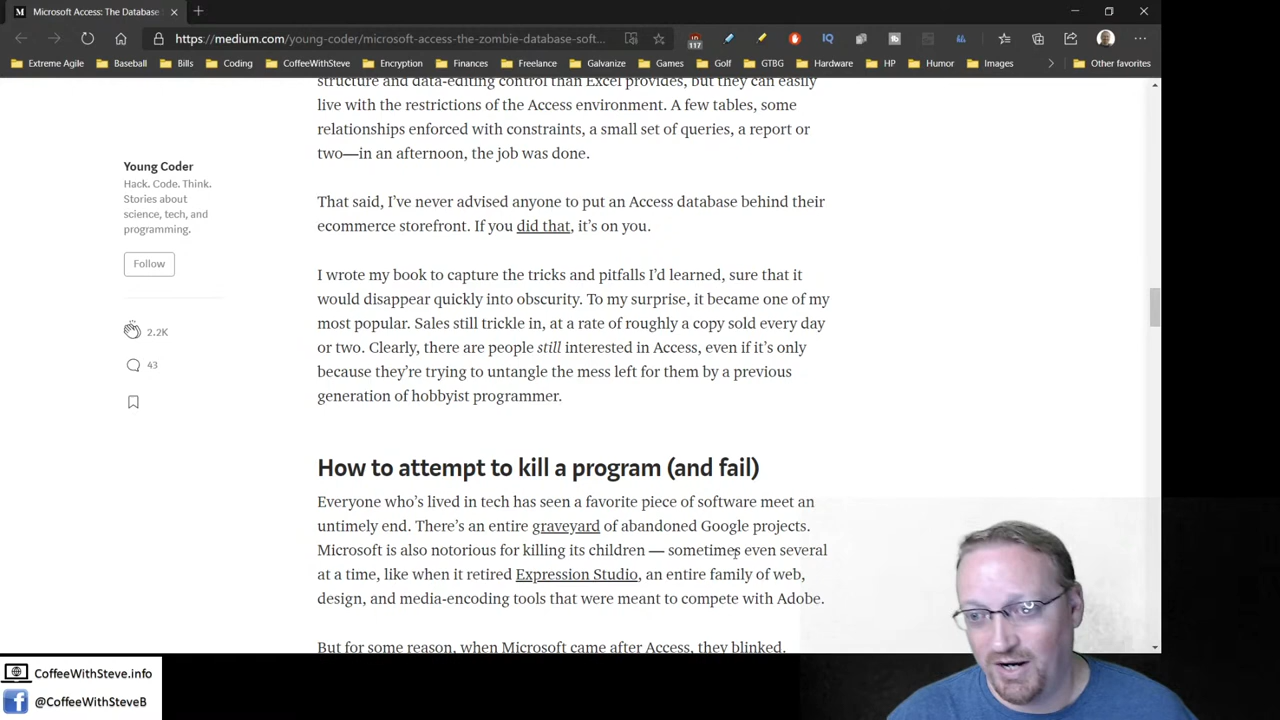 Microsoft Access: The Database
https://medium.com/young-coder/microsoft-access-the-zombie-database-soft...
117
IQ
Extreme Agile
Baseball
Bills
Coding
CoffeeWithSteve
Encryption
Finances
Freelance
Galvanize
Games
Golf
GTBG
Hardware
HP
Humor
Images
Other favorites
structure and data-editing control than Excel provides, but they can easily
live with the restrictions of the Access environment. A few tables, some
relationships enforced with constraints, a small set of queries, a report or
two—in an afternoon, the job was done.
Young Coder
Hack. Code. Think.
Stories about
science, tech, and
programming.
Follow
2.2K
43
That said, I've never advised anyone to put an Access database behind their
ecommerce storefront. If you did that, it's on you.
I wrote my book to capture the tricks and pitfalls I'd learned, sure that it
would disappear quickly into obscurity. To my surprise, it became one of my
most popular. Sales still trickle in, at a rate of roughly a copy sold every day
or two. Clearly, there are people still interested in Access, even if it's only
because they're trying to untangle the mess left for them by a previous
generation of hobbyist programmer.
How to attempt to kill a program (and fail)
Everyone who's lived in tech has seen a favorite piece of software meet an
untimely end. There's an entire graveyard of abandoned Google projects.
Microsoft is also notorious for killing its children — sometimes even several
at a time, like when it retired Expression Studio, an entire family of web,
design, and media-encoding tools that were meant to compete with Adobe.
But for some reason, when Microsoft came after Access, they blinked.
CoffeeWithSteve.info
@CoffeeWithSteveB